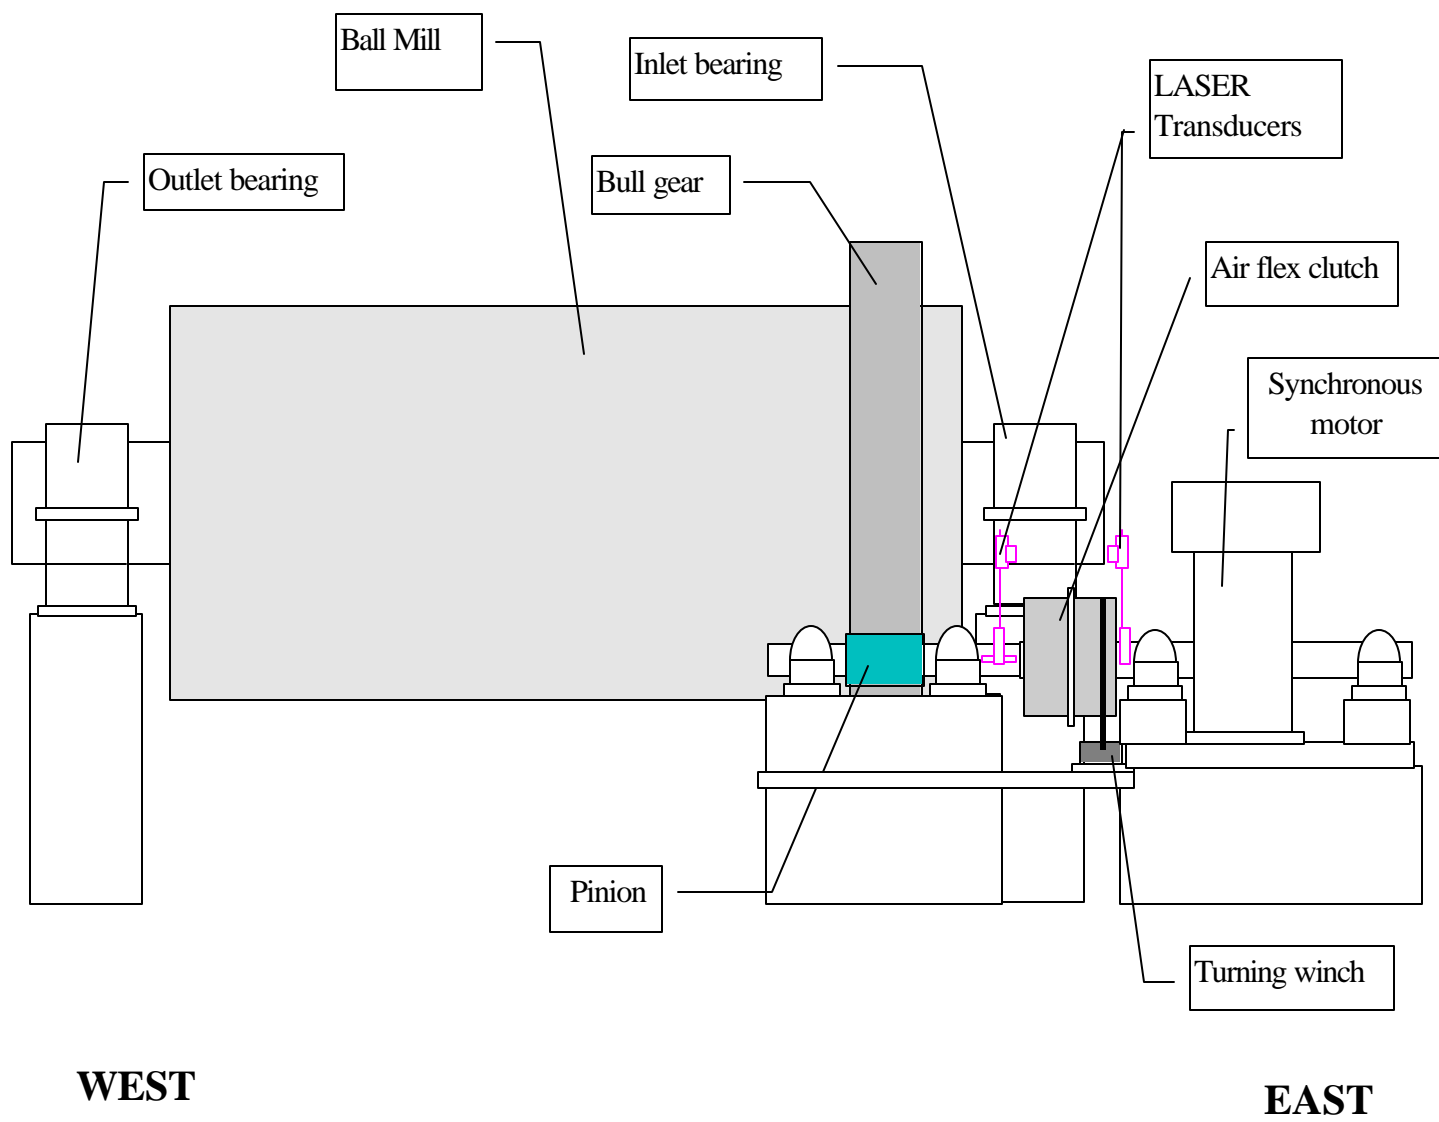 Ball Mill
Inlet bearing
LASER
Transducers
Outlet bearing
Bull gear
Air flex clutch
Synchronous
motor
Pinion
Turning winch
WEST
EAST